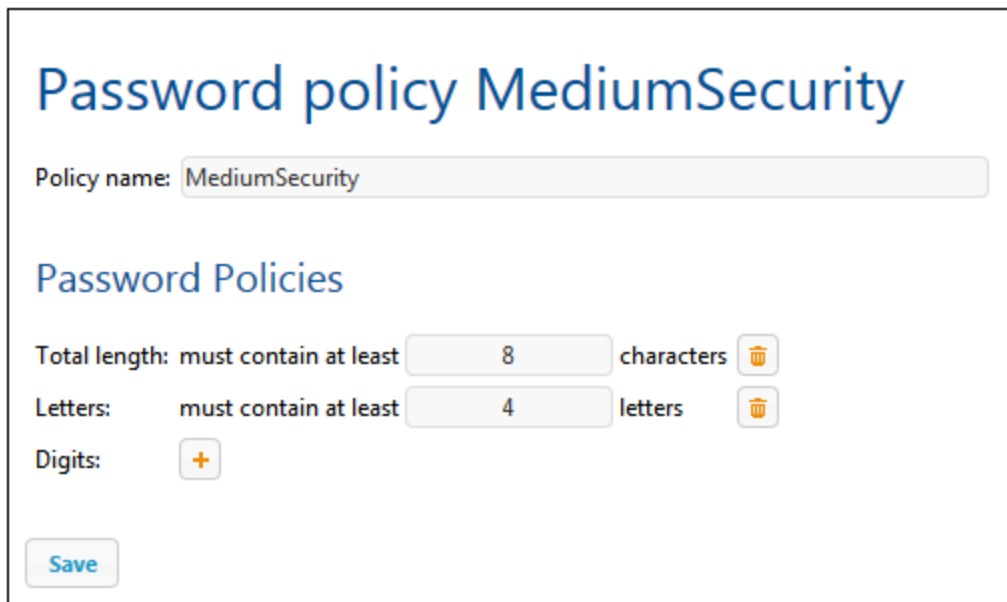 Password policy MediumSecurity
Policy name: MediumSecurity
Password Policies
Total length: must contain at least 8 characters
Letters: must contain at least 4 letters
Digits: +
Save